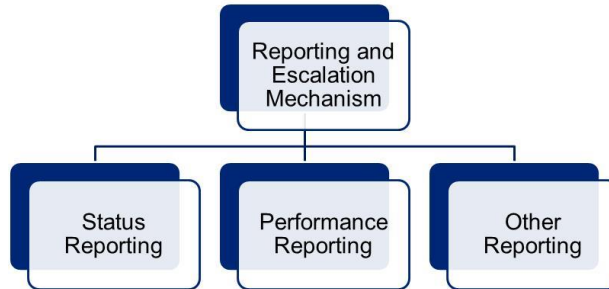 Reporting and
Escalation
Mechanism
Status
Reporting
Performance
Reporting
Other
Reporting